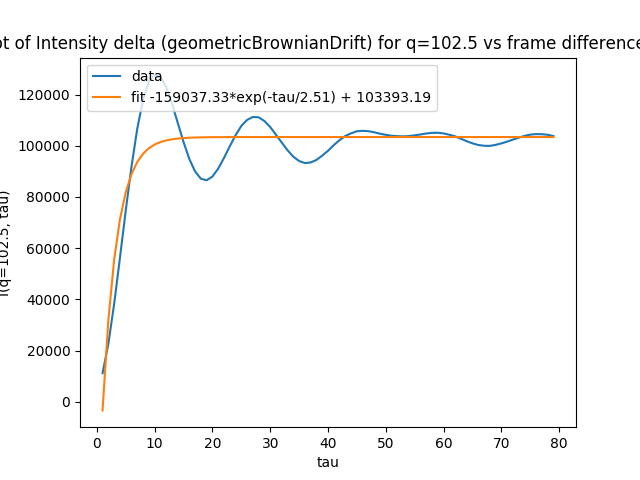 ot of Intensity delta (geometricBrownianDrift) for q=102.5 vs frame difference
data
fit -159037.33*exp(-tau/2.51) + 103393.19
I(q=102.5, tau)
120000
100000
80000
60000
40000
20000
0
0 10 20 30 40 50 60 70 80
tau